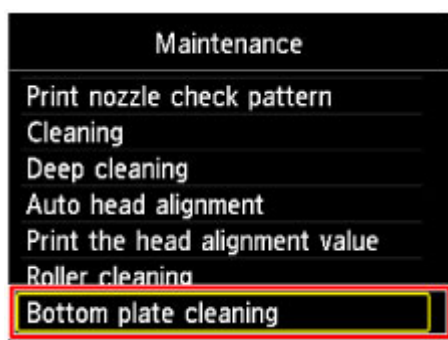 Maintenance
Print nozzle check pattern
Cleaning
Deep cleaning
Auto head alignment
Print the head alignment value
Roller cleaning
Bottom plate cleaning